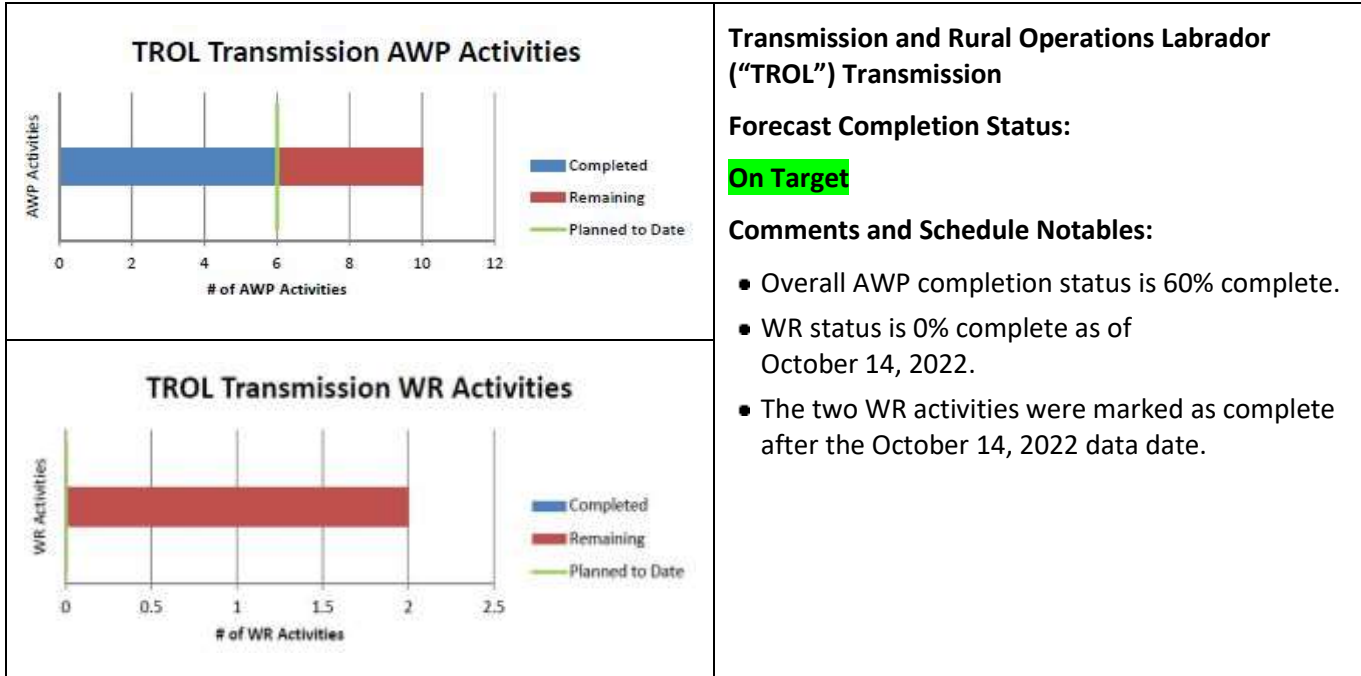 TROL Transmission AWP Activities
AWP Activities
Completed
Remaining
Planned to Date
0 2 4 6 8 10 12
# of AWP Activities
TROL Transmission WR Activities
WR Activities
Completed
Remaining
Planned to Date
0 0.5 1 1.5 2 2.5
# of WR Activities
Transmission and Rural Operations Labrador
(“TROL”) Transmission
Forecast Completion Status:
On Target
Comments and Schedule Notables:
• Overall AWP completion status is 60% complete.
• WR status is 0% complete as of
October 14, 2022.
• The two WR activities were marked as complete
after the October 14, 2022 data date.